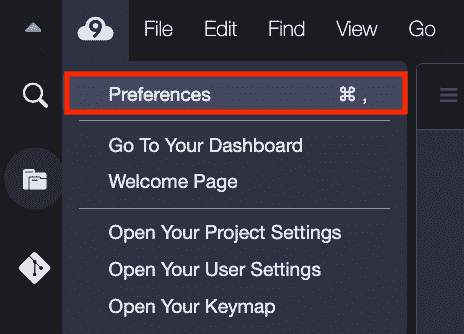 9 File Edit Find View Go
Preferences ⌘ ,
Go To Your Dashboard
Welcome Page
Open Your Project Settings
Open Your User Settings
Open Your Keymap